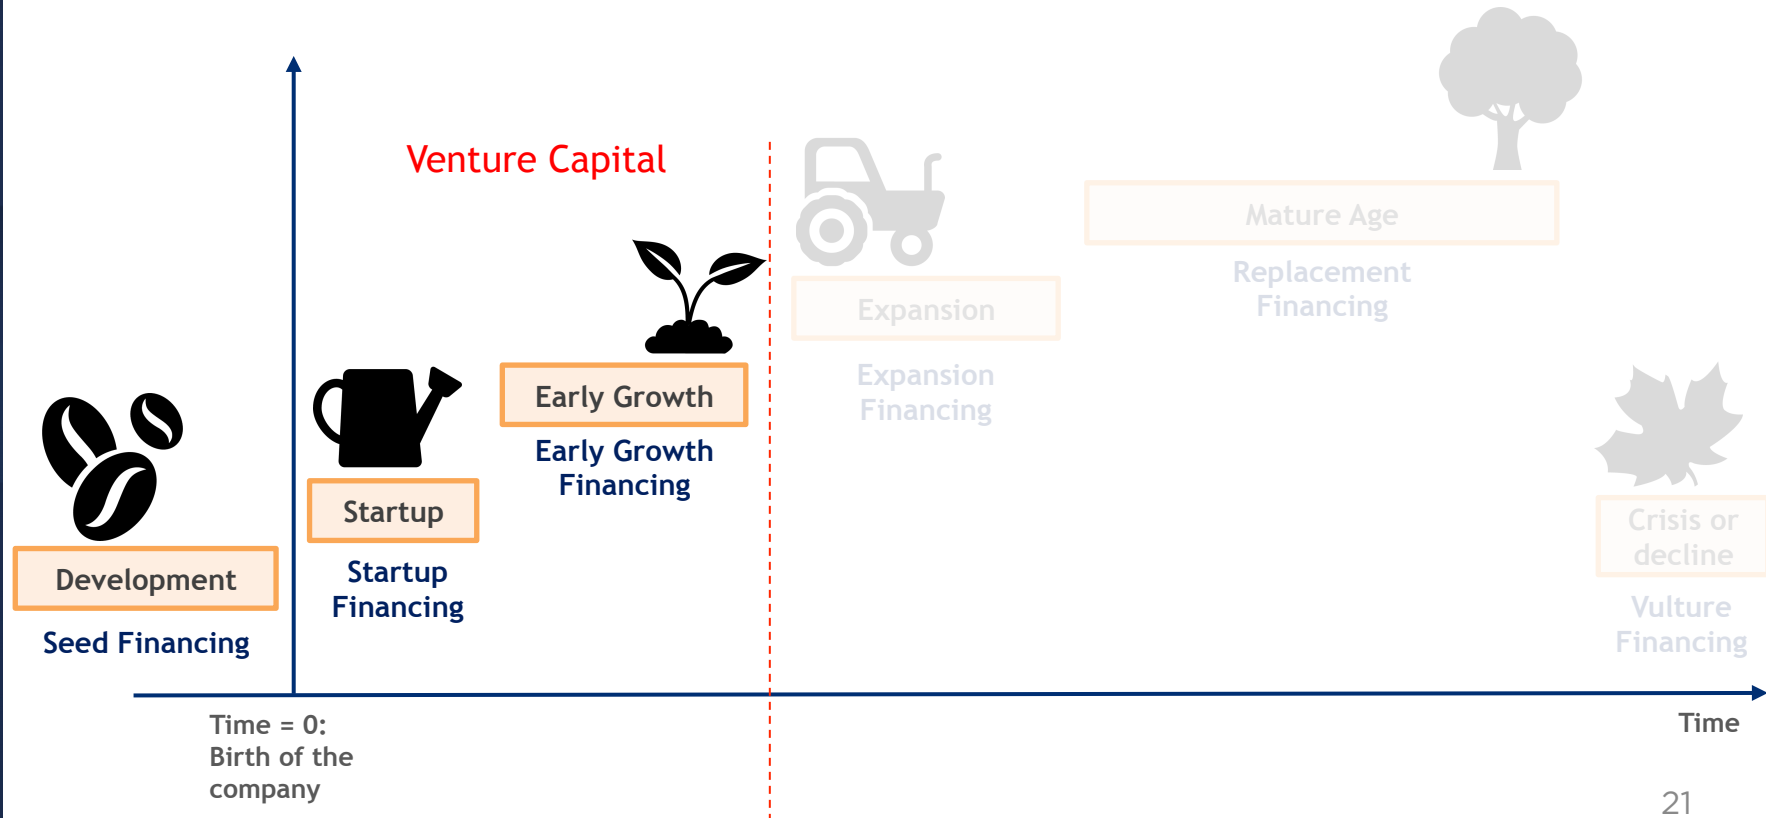 Venture Capital
Mature Age
Replacement
Financing
Expansion
Expansion
Financing
Early Growth
Early Growth
Financing
Startup
Startup
Financing
Development
Seed Financing
Crisis or
decline
Vulture
Financing
Time = 0:
Birth of the
company
Time
21